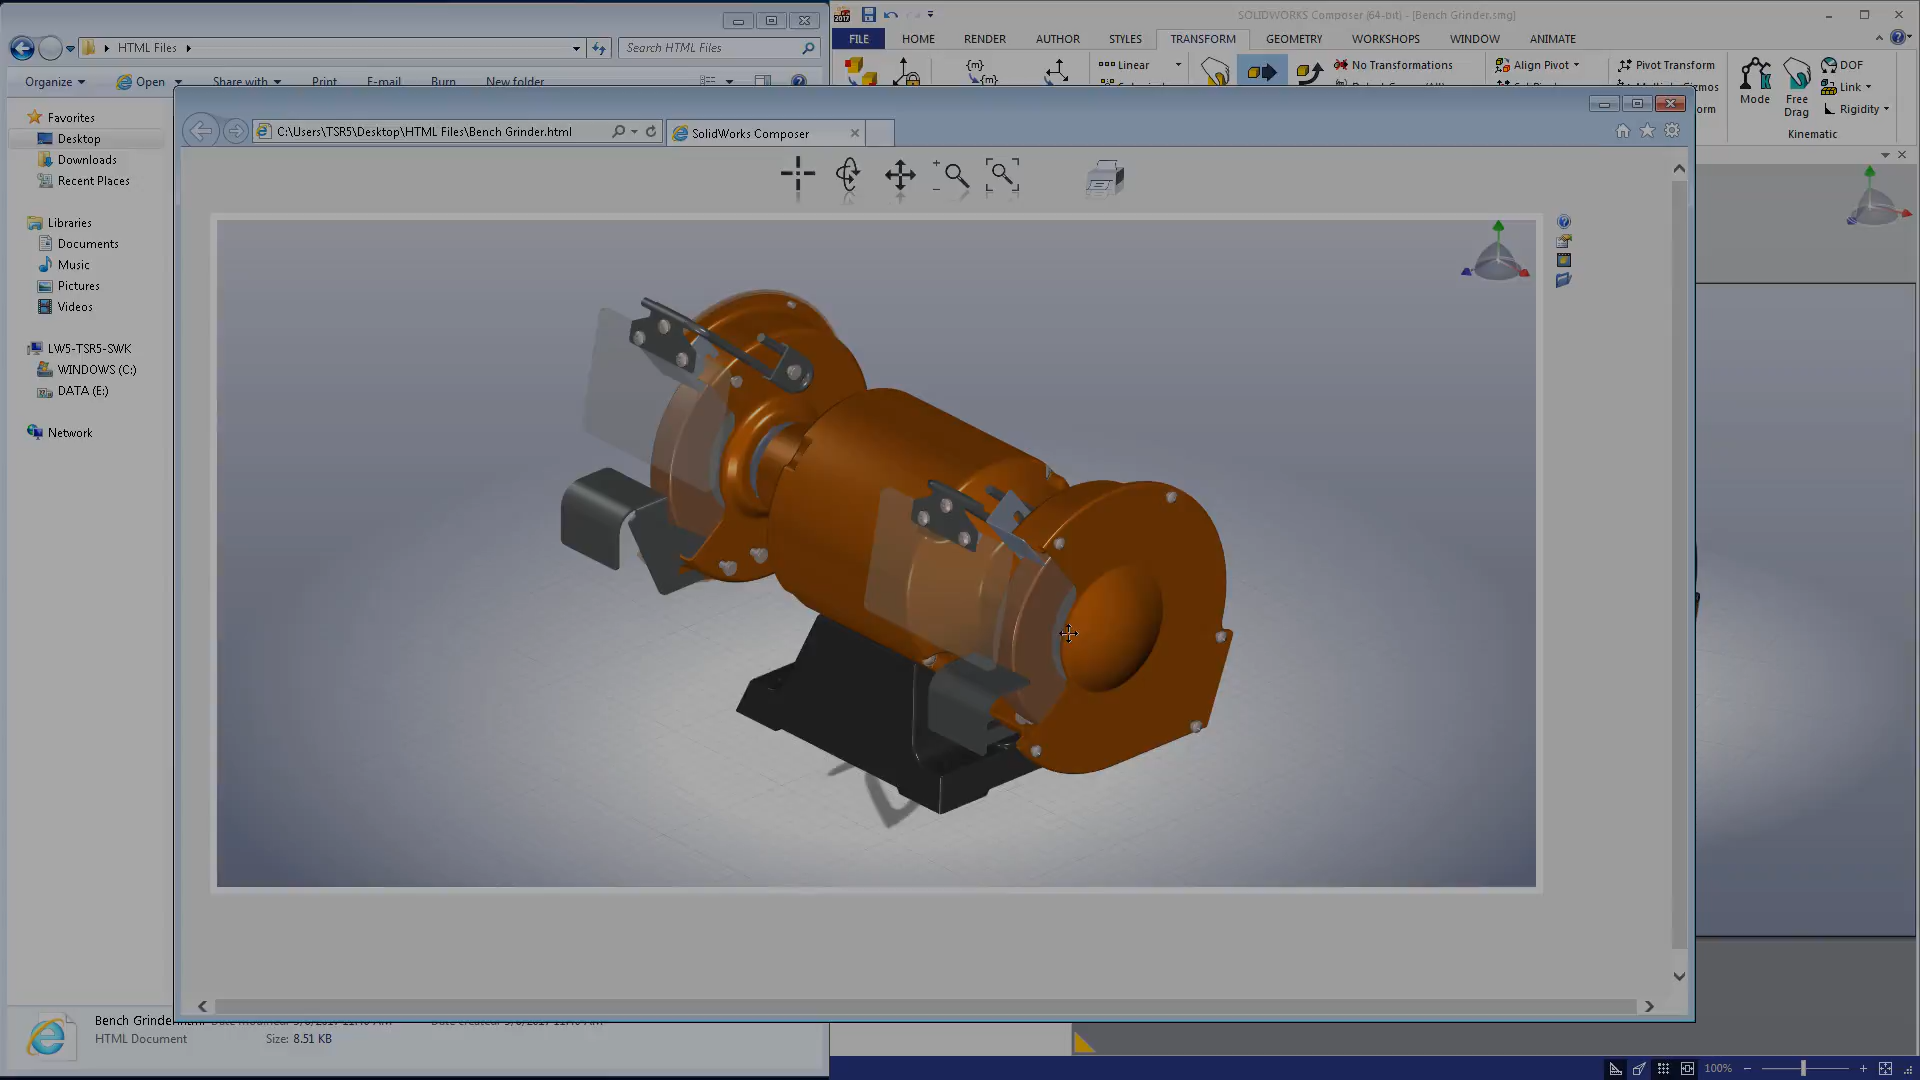 HTML Files
Search HTML Files
SOLIDWORKS Composer (64-bit) - [Bench Grinder.smg]
FILE
HOME
RENDER
AUTHOR
STYLES
TRANSFORM
GEOMETRY
WORKSHOPS
WINDOW
ANIMATE
Organize
Open
Share with
Print
E-mail
Burn
New folder
Linear
No Transformations
Align Pivot
Pivot Transform
Mode
Free
Drag
DOF
Link
Rigidity
Kinematic
C:\Users\TSR5\Desktop\HTML Files\Bench Grinder.html
SolidWorks Composer
Favorites
Desktop
Downloads
Recent Places
Libraries
Documents
Music
Pictures
Videos
LW5-TSR5-SWK
WINDOWS (C:)
DATA (E:)
Network
Bench Grinder.html
HTML Document
Size: 8.51 KB
100%